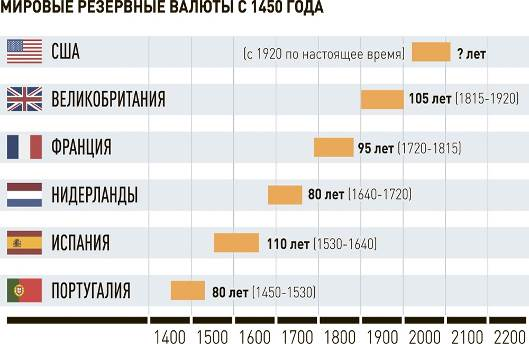 МИРОВЫЕ РЕЗЕРВНЫЕ ВАЛЮТЫ С 1450 ГОДА
США (с 1920 по настоящее время) ? лет
ВЕЛИКОБРИТАНИЯ 105 лет (1815-1920)
ФРАНЦИЯ 95 лет (1720-1815)
НИДЕРЛАНДЫ 80 лет (1640-1720)
ИСПАНИЯ 110 лет (1530-1640)
ПОРТУГАЛИЯ 80 лет (1450-1530)
1400 1500 1600 1700 1800 1900 2000 2100 2200